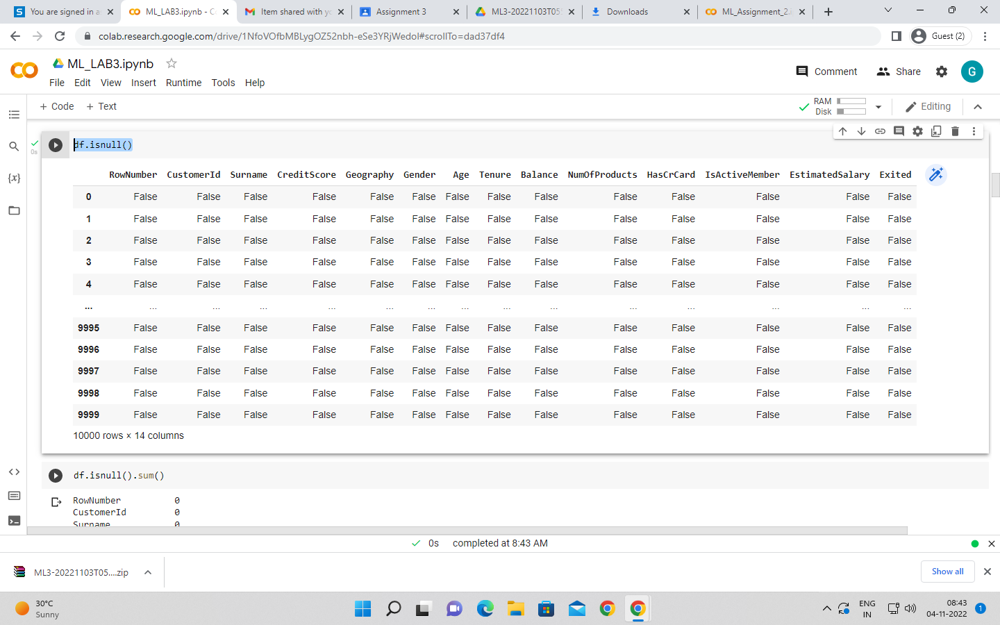 You are signed in a
ML_LAB3.ipynb - C
Item shared with y
Assignment 3
ML3-20221103T05
Downloads
ML_Assignment_2.i
colab.research.google.com/drive/1NfoVOfbMBLygOZ52nbh-eSe3YRjWedoI#scrollTo=dad37df4
Guest (2)
ML_LAB3.ipynb
Comment
Share
G
File Edit View Insert Runtime Tools Help
+ Code + Text
RAM
Disk
Editing
0s
df.isnull()
RowNumber CustomerId Surname CreditScore Geography Gender Age Tenure Balance NumOfProducts HasCrCard IsActiveMember EstimatedSalary Exited
0 False False False False False False False False False False False False False False
1 False False False False False False False False False False False False False False
2 False False False False False False False False False False False False False False
3 False False False False False False False False False False False False False False
4 False False False False False False False False False False False False False False
... ... ... ... ... ... ... ... ... ... ... ... ... ... ...
9995 False False False False False False False False False False False False False False
9996 False False False False False False False False False False False False False False
9997 False False False False False False False False False False False False False False
9998 False False False False False False False False False False False False False False
9999 False False False False False False False False False False False False False False
10000 rows × 14 columns
df.isnull().sum()
RowNumber 0
CustomerId 0
Surname 0
0s completed at 8:43 AM
ML3-20221103T05....zip
Show all
30°C
Sunny
ENG
IN
08:43
04-11-2022
1